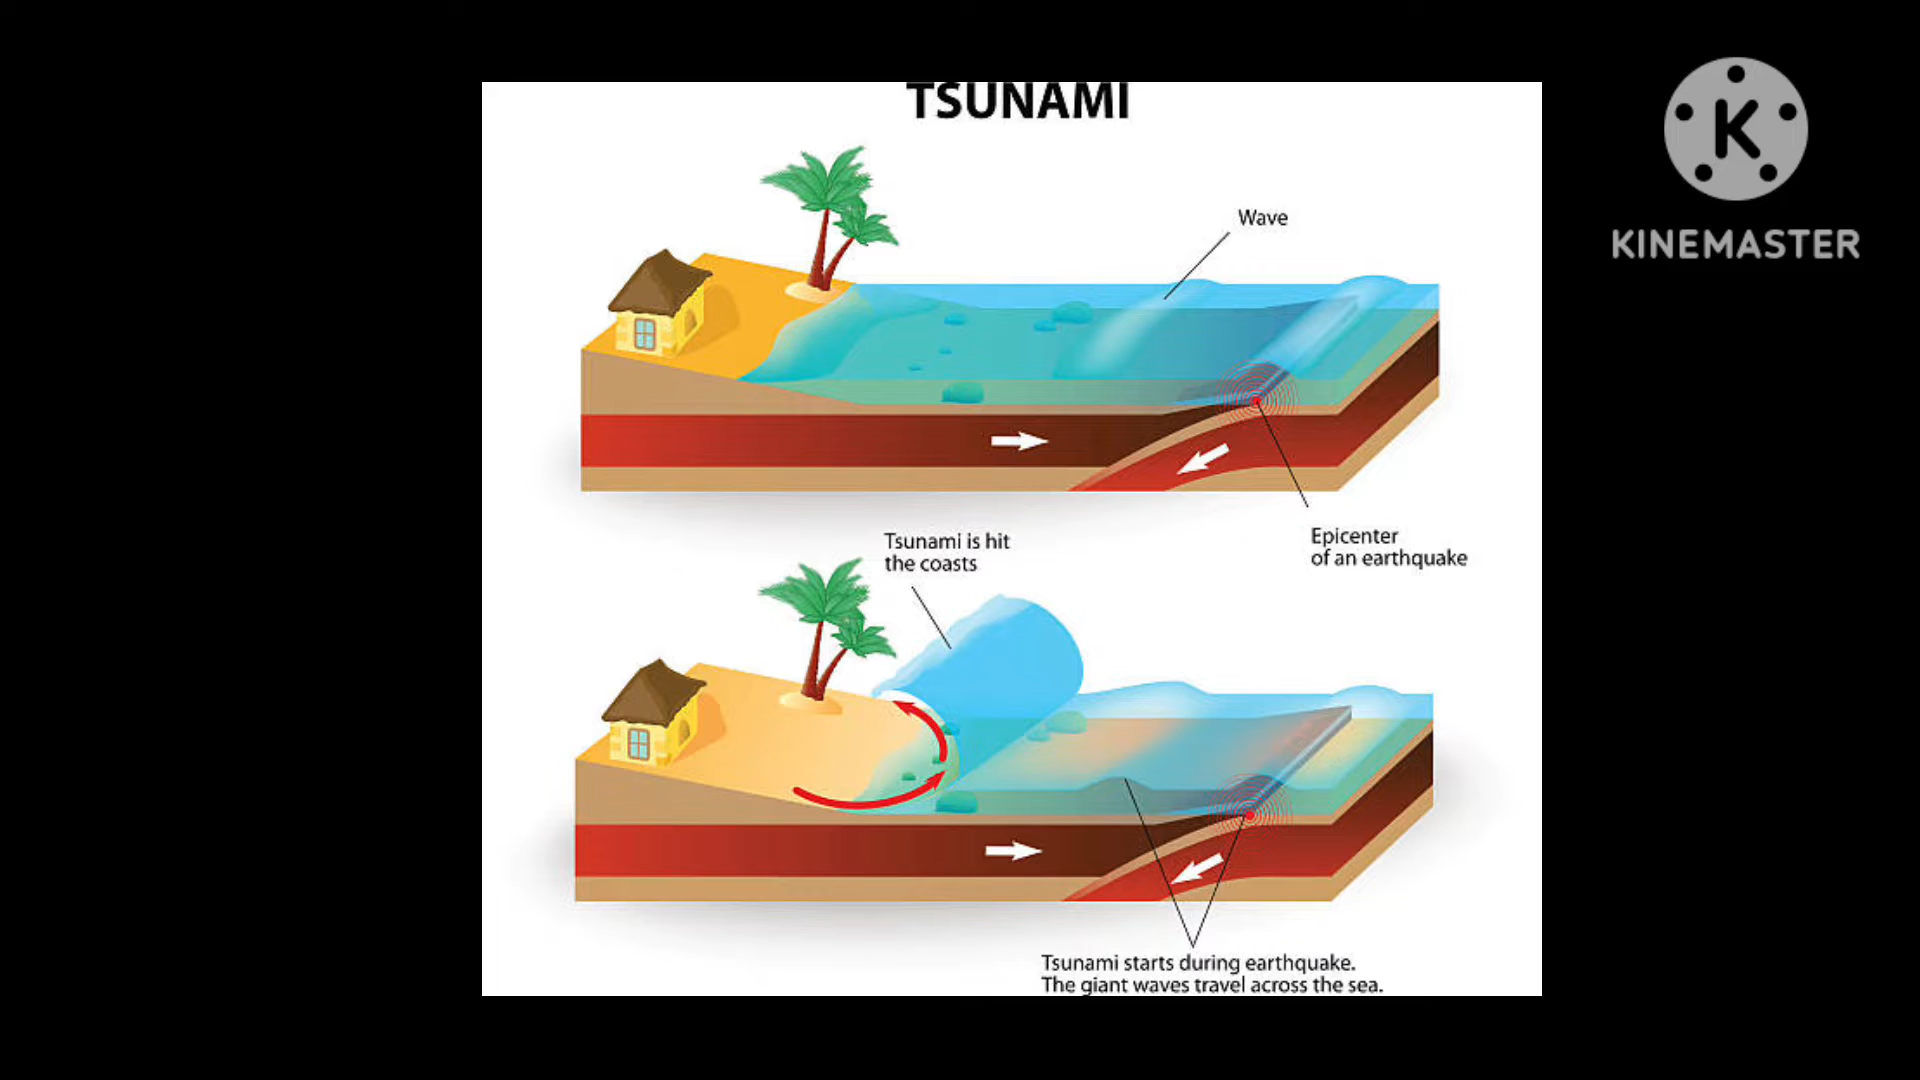 TSUNAMI
K
KINEMASTER
Wave
Epicenter
of an earthquake
Tsunami is hit
the coasts
Tsunami starts during earthquake.
The giant waves travel across the sea.